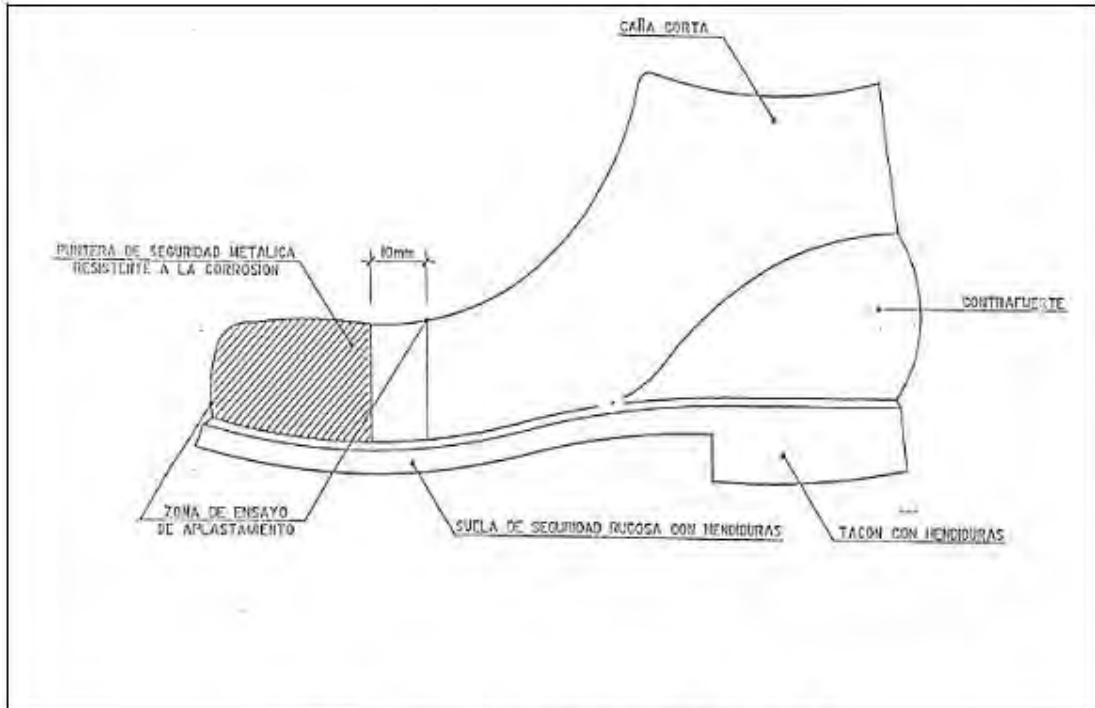 CAÑA CORTA
PUNTERA DE SEGURIDAD METALICA
RESISTENTE A LA CORROSION
10mm
CONTRAFUERTE
ZONA DE ENSAYO
DE APLASTAMIENTO
SUELA DE SEGURIDAD RUGOSA CON HENDIDURAS
TACON CON HENDIDURAS